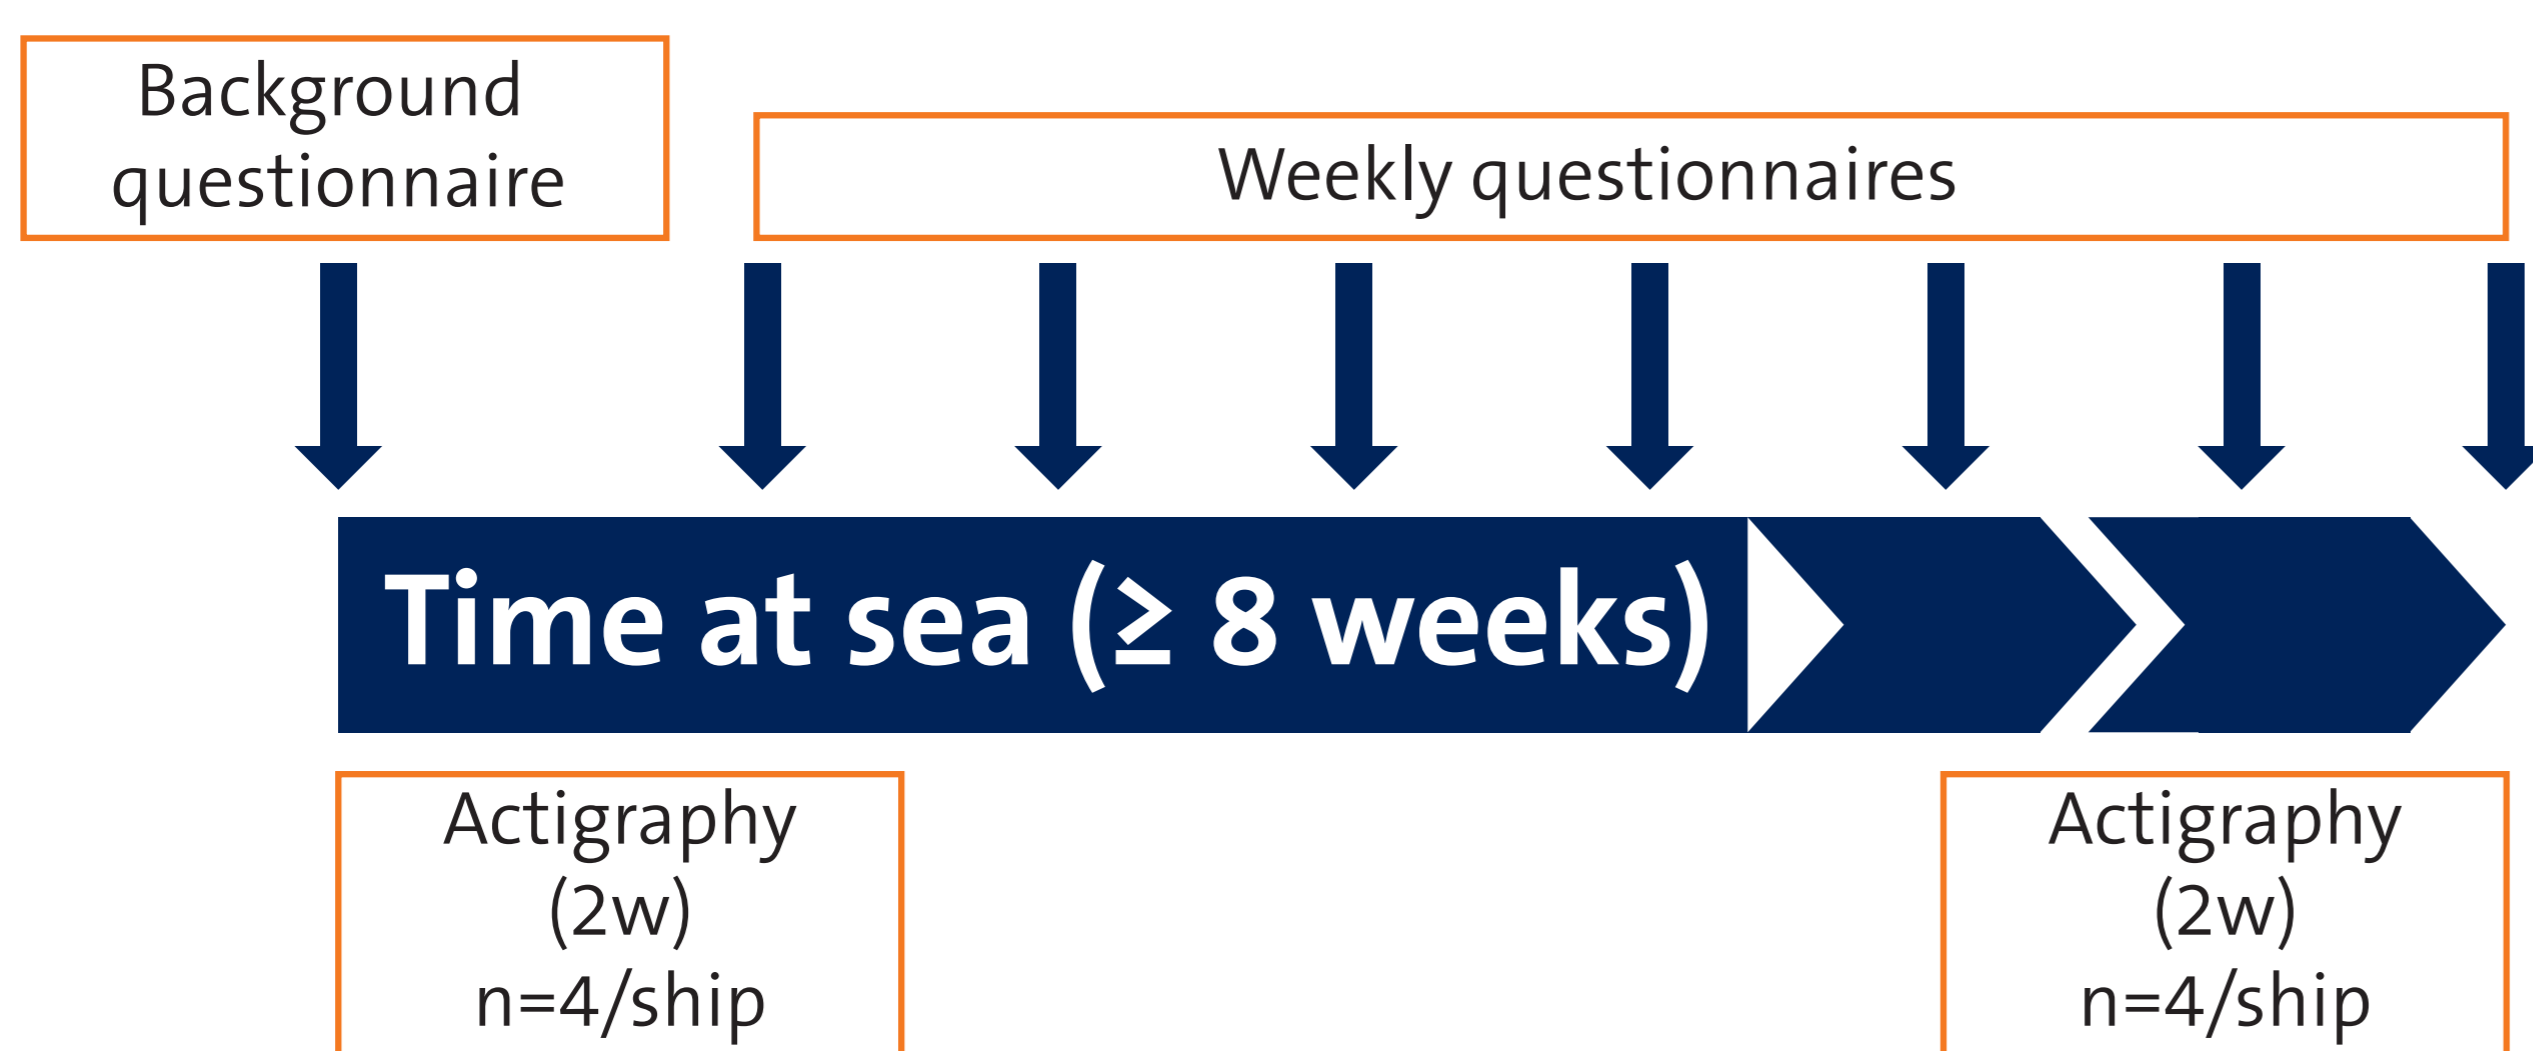 Background
questionnaire
Weekly questionnaires
Time at sea (≥ 8 weeks)
Actigraphy
(2w)
n=4/ship
Actigraphy
(2w)
n=4/ship